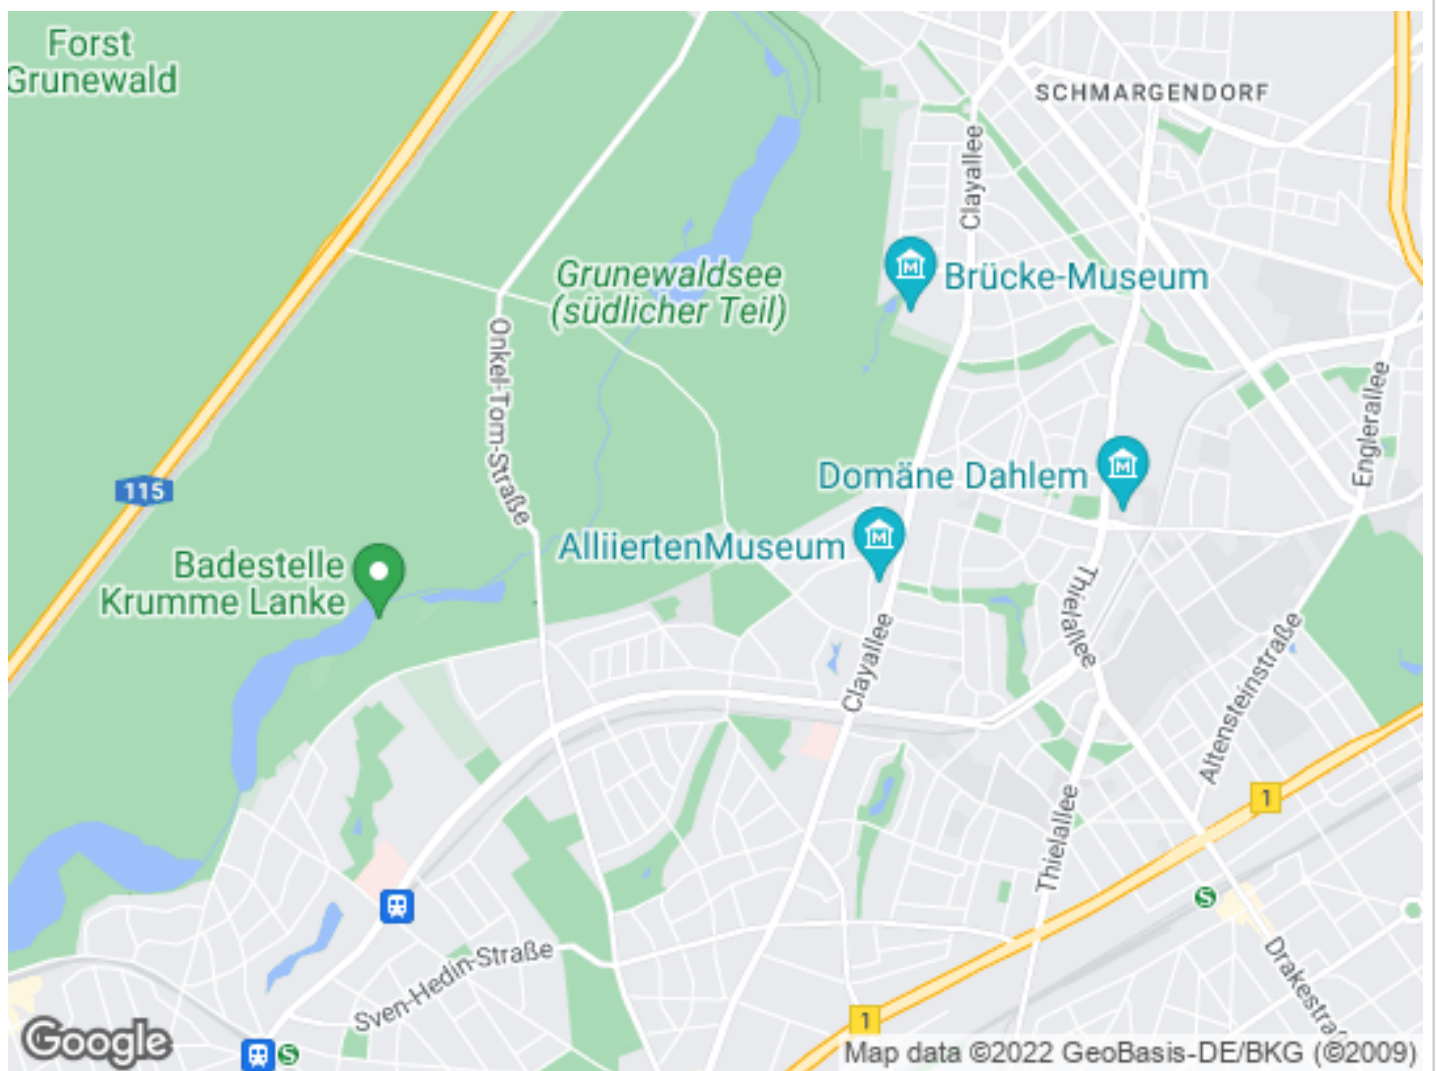 Forst
Grunewald
SCHMARGENDORF
Clayallee
Grunewaldsee
(südlicher Teil)
Brücke-Museum
Onkel-Tom-Straße
Englerallee
115
Domäne Dahlem
AlliiertenMuseum
Badestelle
Krumme Lanke
Thielallee
Clayallee
Altensteinstraße
1
Thielallee
S
Sven-Hedin-Straße
Drakestraß
1
Google
S
Map data ©2022 GeoBasis-DE/BKG (©2009)